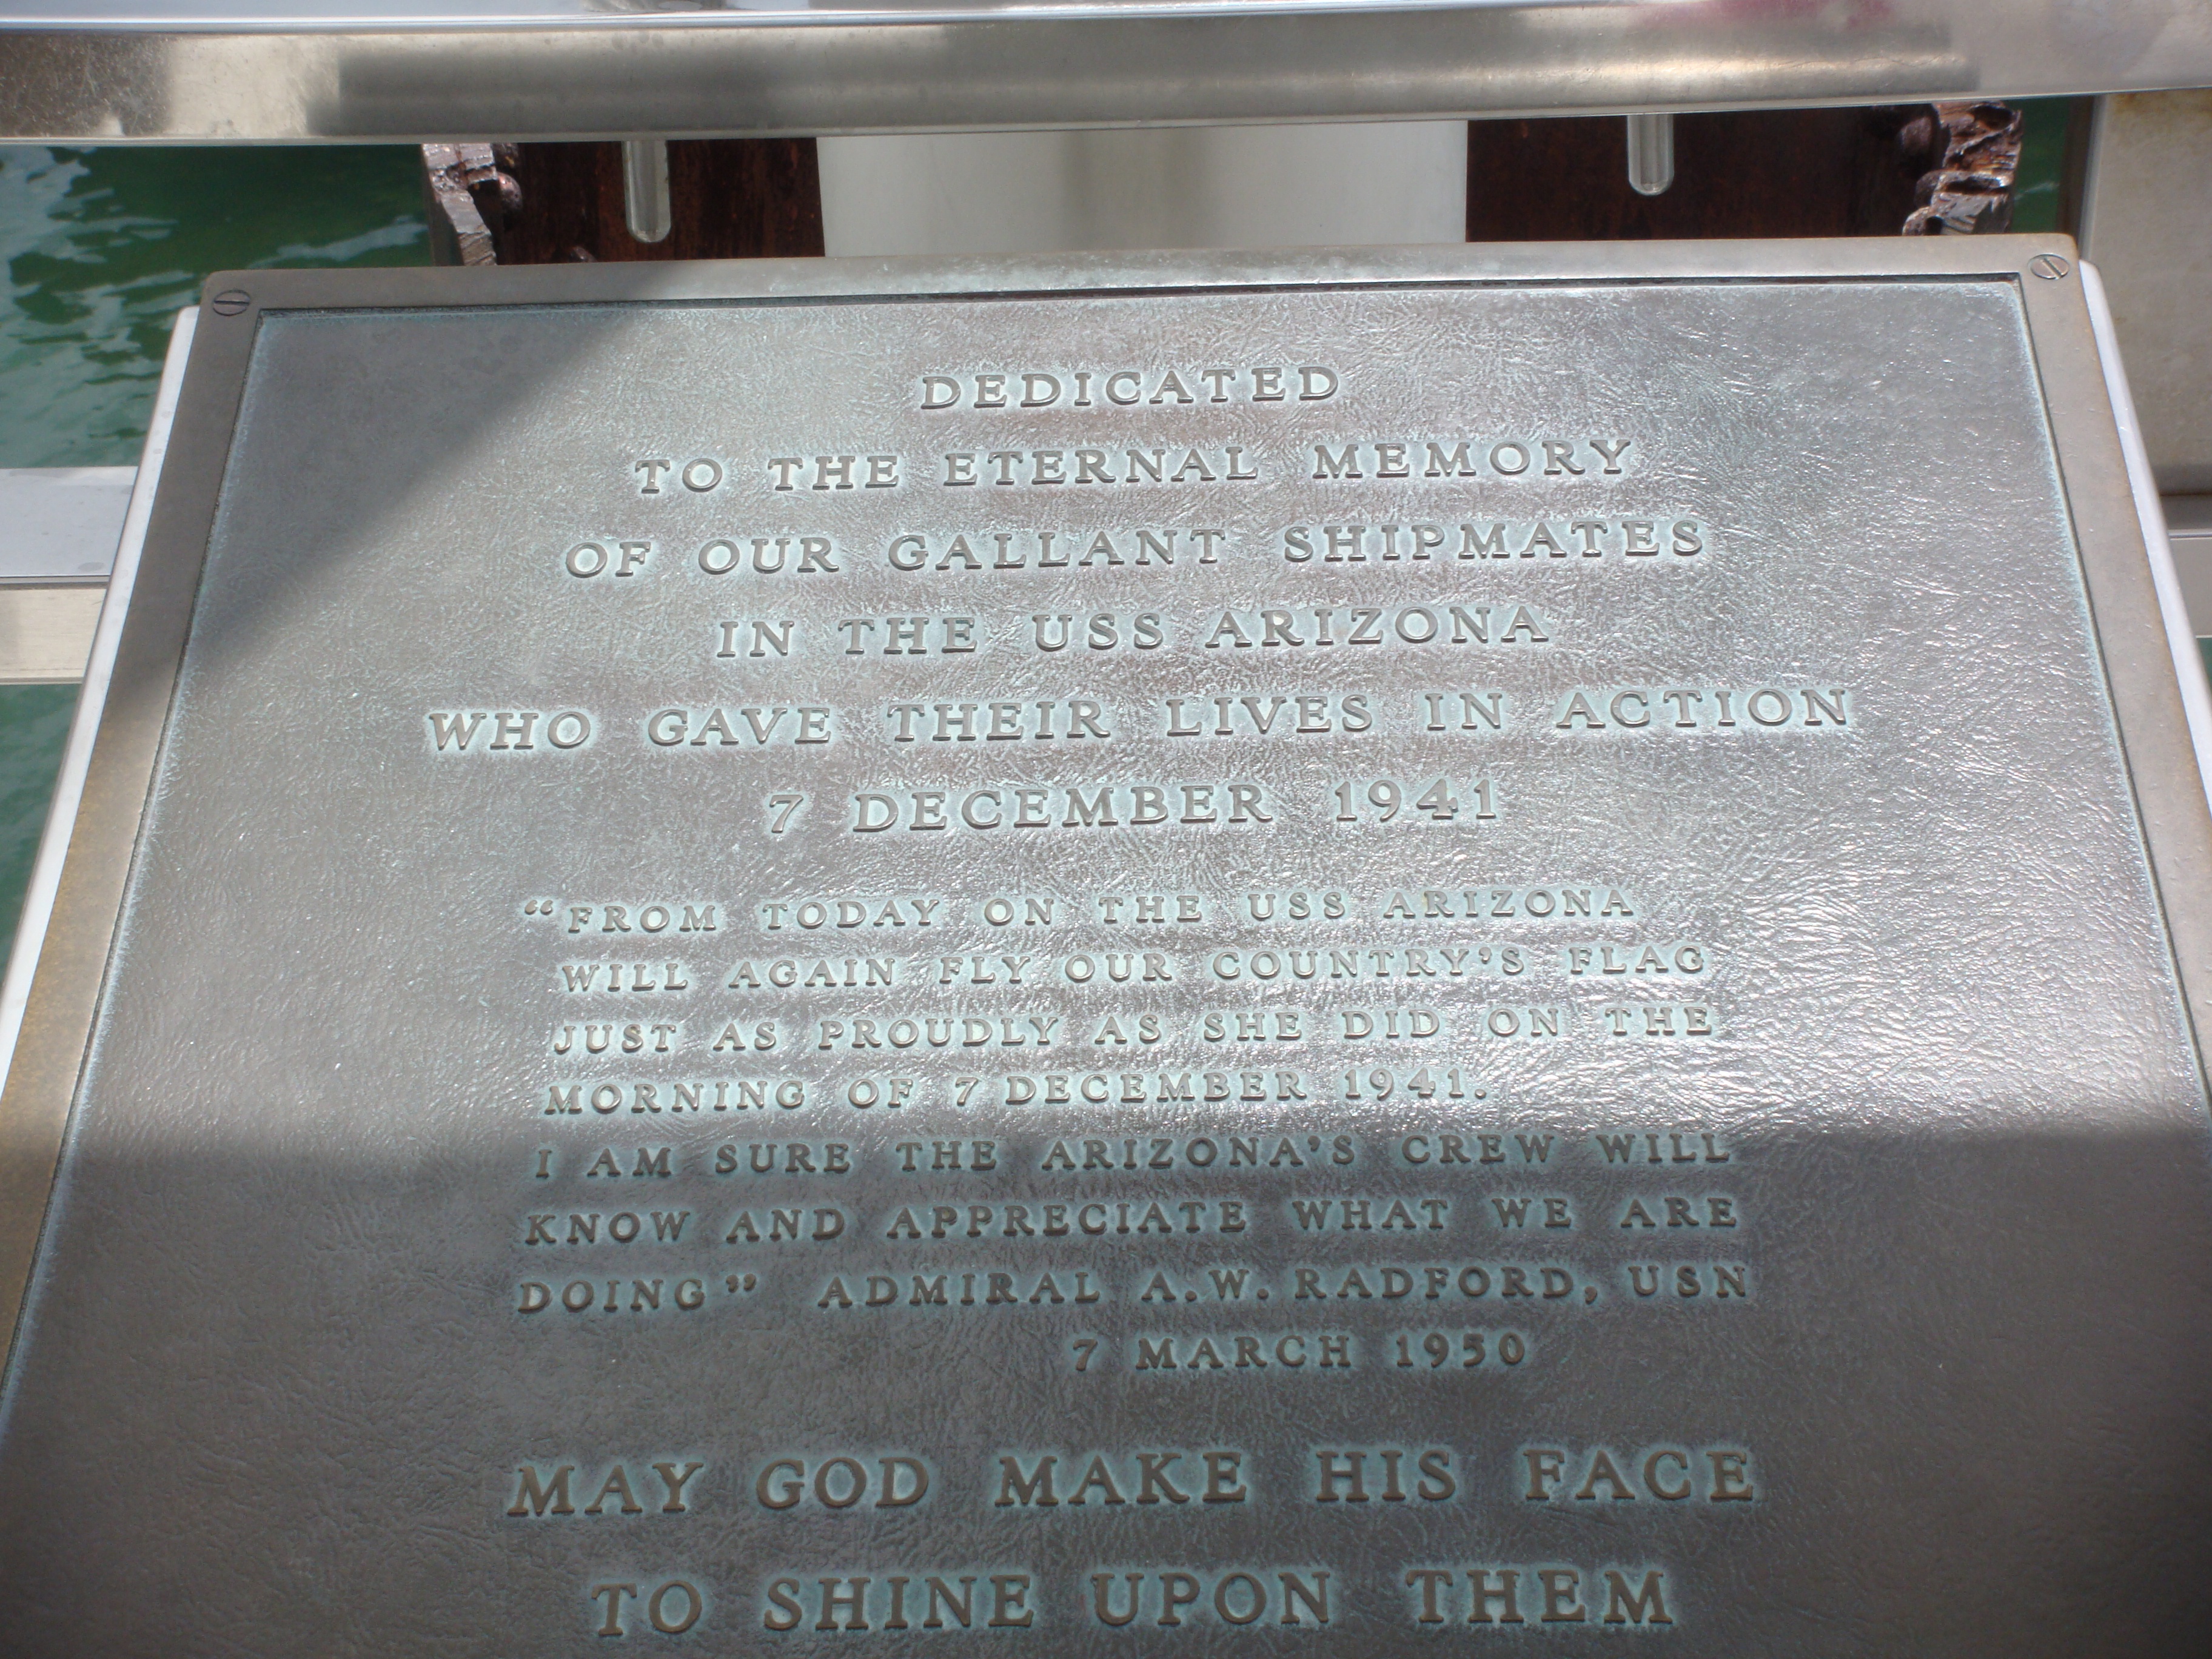 DEDICATED
TO THE ETERNAL MEMORY
OF OUR GALLANT SHIPMATES
IN THE USS ARIZONA
WHO GAVE THEIR LIVES IN ACTION
7 DECEMBER 1941
“FROM TODAY ON THE USS ARIZONA
WILL AGAIN FLY OUR COUNTRY’S FLAG
JUST AS PROUDLY AS SHE DID ON THE
MORNING OF 7 DECEMBER 1941.
I AM SURE THE ARIZONA’S CREW WILL
KNOW AND APPRECIATE WHAT WE ARE
DOING” ADMIRAL A.W. RADFORD, USN
7 MARCH 1950
MAY GOD MAKE HIS FACE
TO SHINE UPON THEM